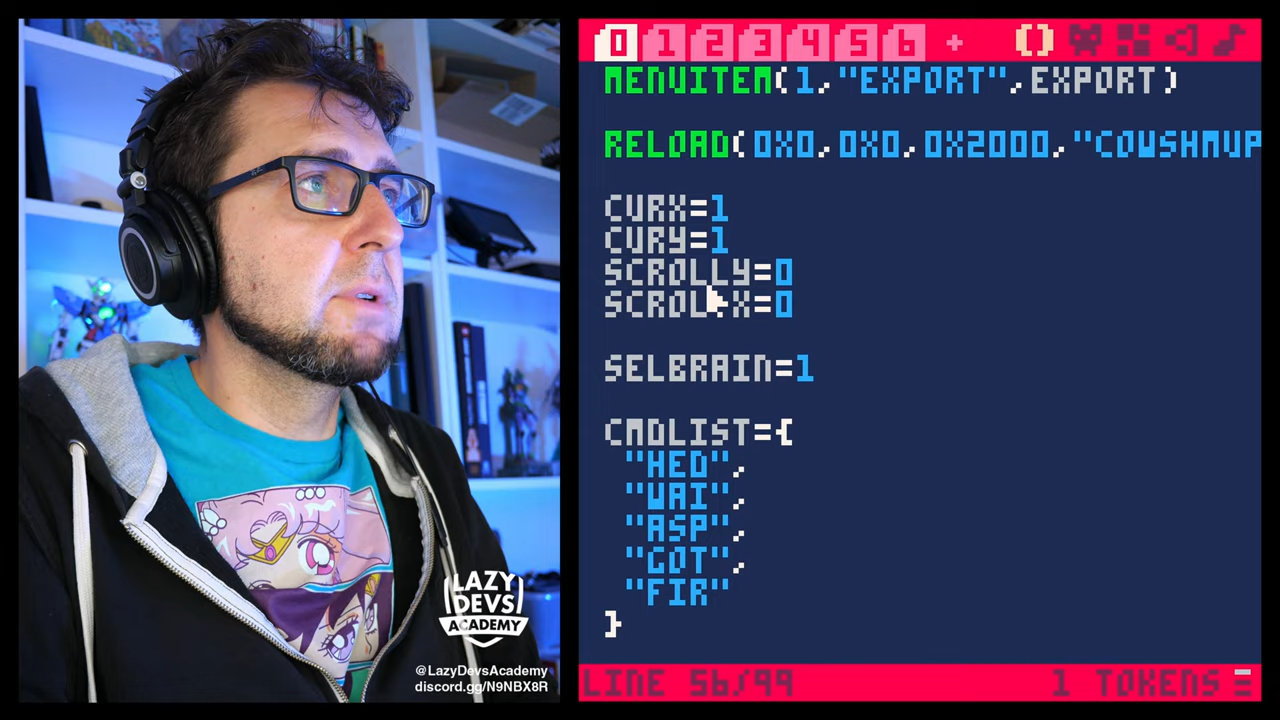 0 1 2 3 4 5 6 +
MENUITEM(1,"EXPORT",EXPORT)
RELOAD(0X0,0X0,0X2000,"COWSHMUP
CURX=1
CURY=1
SCROLLY=0
SCROLLX=0
SELBRAIN=1
CMDLIST={
"HED",
"WAI",
"ASP",
"GOT",
"FIR"
}
LINE 56/99
1 TOKENS
LAZY
DEVS
ACADEMY
@LazyDevsAcademy
discord.gg/N9NBX8R